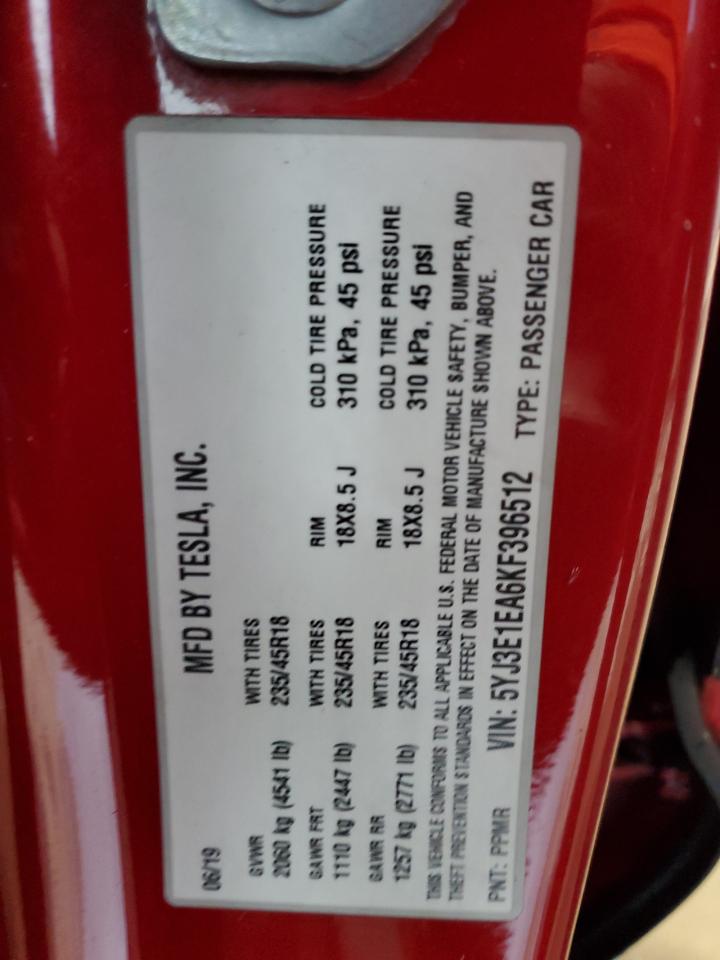 06/19 MFD BY TESLA, INC.
GVWR WITH TIRES
2060 kg (4541 lb) 235/45R18
GAWR FRT WITH TIRES RIM COLD TIRE PRESSURE
1110 kg (2447 lb) 235/45R18 18X8.5 J 310 kPa, 45 psi
GAWR RR WITH TIRES RIM COLD TIRE PRESSURE
1257 kg (2771 lb) 235/45R18 18X8.5 J 310 kPa, 45 psi
THIS VEHICLE CONFORMS TO ALL APPLICABLE U.S. FEDERAL MOTOR VEHICLE SAFETY, BUMPER, AND
THEFT PREVENTION STANDARDS IN EFFECT ON THE DATE OF MANUFACTURE SHOWN ABOVE.
PNT: PPMR VIN: 5YJ3E1EA6KF396512 TYPE: PASSENGER CAR